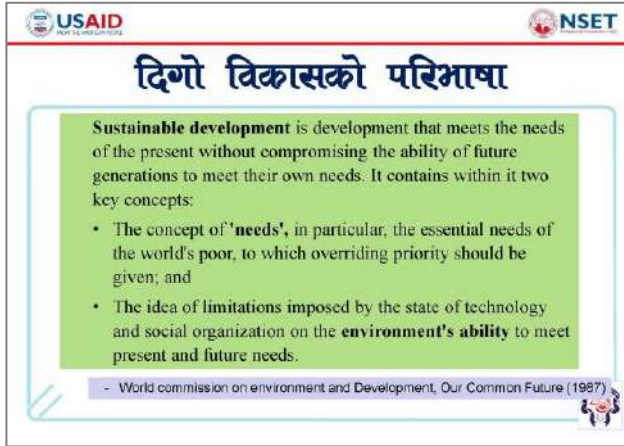 USAID
FROM THE AMERICAN PEOPLE
NSET
दिगो विकासको परिभाषा
Sustainable development is development that meets the needs
of the present without compromising the ability of future
generations to meet their own needs. It contains within it two
key concepts:
• The concept of 'needs', in particular, the essential needs of
the world's poor, to which overriding priority should be
given; and
• The idea of limitations imposed by the state of technology
and social organization on the environment's ability to meet
present and future needs.
- World commission on environment and Development, Our Common Future (1987)